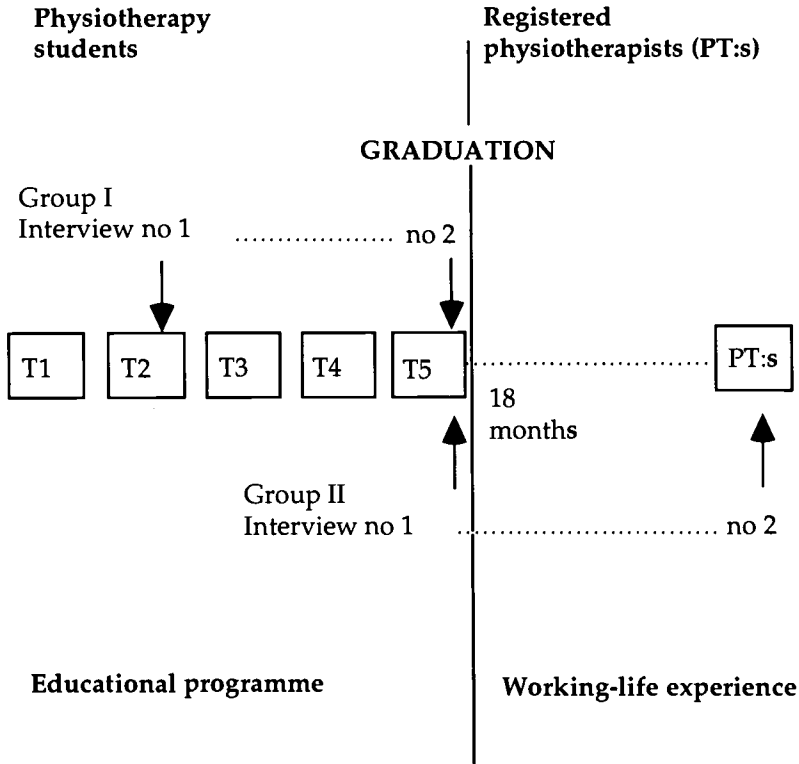 Physiotherapy
students
Registered
physiotherapists (PT:s)
GRADUATION
Group I
Interview no 1 ..................... no 2
T1
T2
T3
T4
T5
PT:s
18
months
Group II
Interview no 1 ................................... no 2
Educational programme
Working-life experience